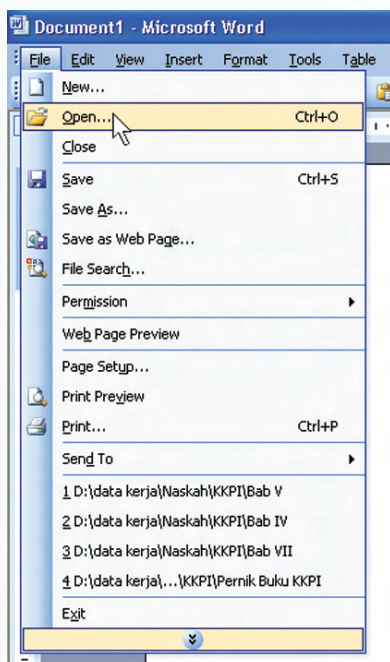 Document1 - Microsoft Word
File Edit View Insert Format Tools Table
New...
Open... Ctrl+O
Close
Save Ctrl+S
Save As...
Save as Web Page...
File Search...
Permission
Web Page Preview
Page Setup...
Print Preview
Print... Ctrl+P
Send To
1 D:\data kerja\Naskah\KKPI\Bab V
2 D:\data kerja\Naskah\KKPI\Bab IV
3 D:\data kerja\Naskah\KKPI\Bab VII
4 D:\data kerja\...\KKPI\Pernik Buku KKPI
Exit